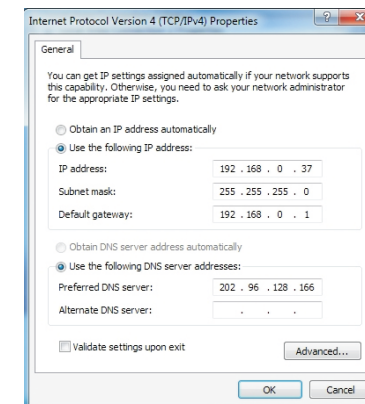 Internet Protocol Version 4 (TCP/IPv4) Properties
General
You can get IP settings assigned automatically if your network supports
this capability. Otherwise, you need to ask your network administrator
for the appropriate IP settings.
Obtain an IP address automatically
Use the following IP address:
IP address: 192 . 168 . 0 . 37
Subnet mask: 255 . 255 . 255 . 0
Default gateway: 192 . 168 . 0 . 1
Obtain DNS server address automatically
Use the following DNS server addresses:
Preferred DNS server: 202 . 96 . 128 . 166
Alternate DNS server: . . .
Validate settings upon exit
Advanced...
OK Cancel